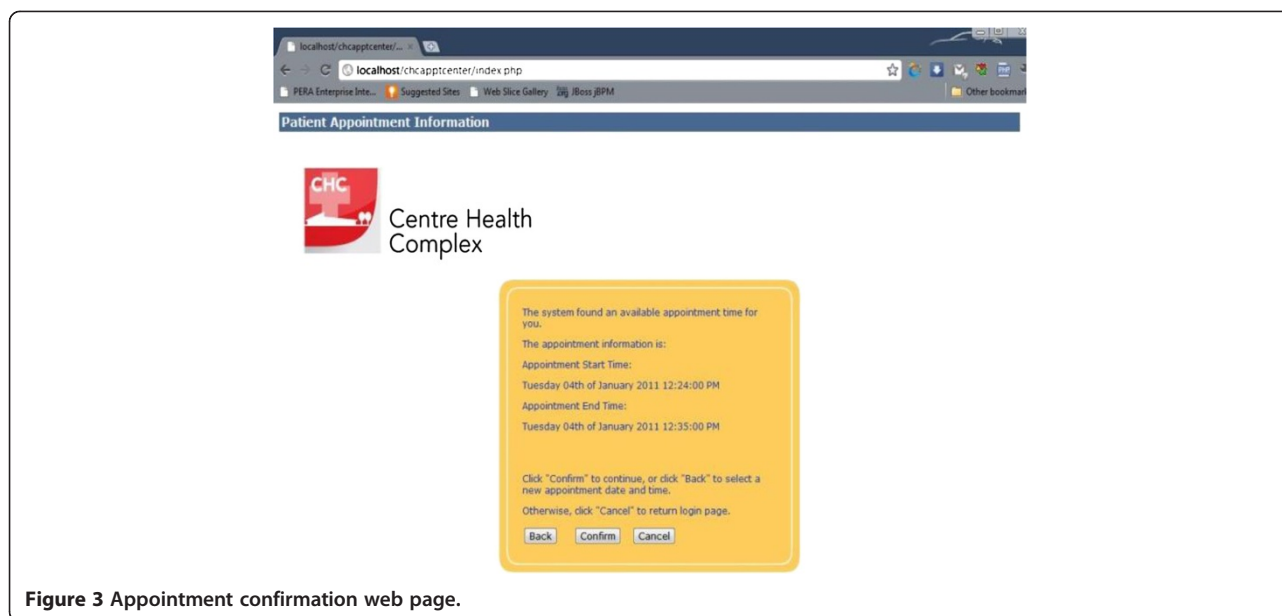 localhost/chcapptcenter/...
localhost/chcapptcenter/index.php
PERA Enterprise Inte... Suggested Sites Web Slice Gallery JBoss jBPM Other bookmar
Patient Appointment Information
CHC
Centre Health
Complex
The system found an available appointment time for
you.
The appointment information is:
Appointment Start Time:
Tuesday 04th of January 2011 12:24:00 PM
Appointment End Time:
Tuesday 04th of January 2011 12:35:00 PM
Click "Confirm" to continue, or click "Back" to select a
new appointment date and time.
Otherwise, click "Cancel" to return login page.
Back Confirm Cancel
Figure 3 Appointment confirmation web page.